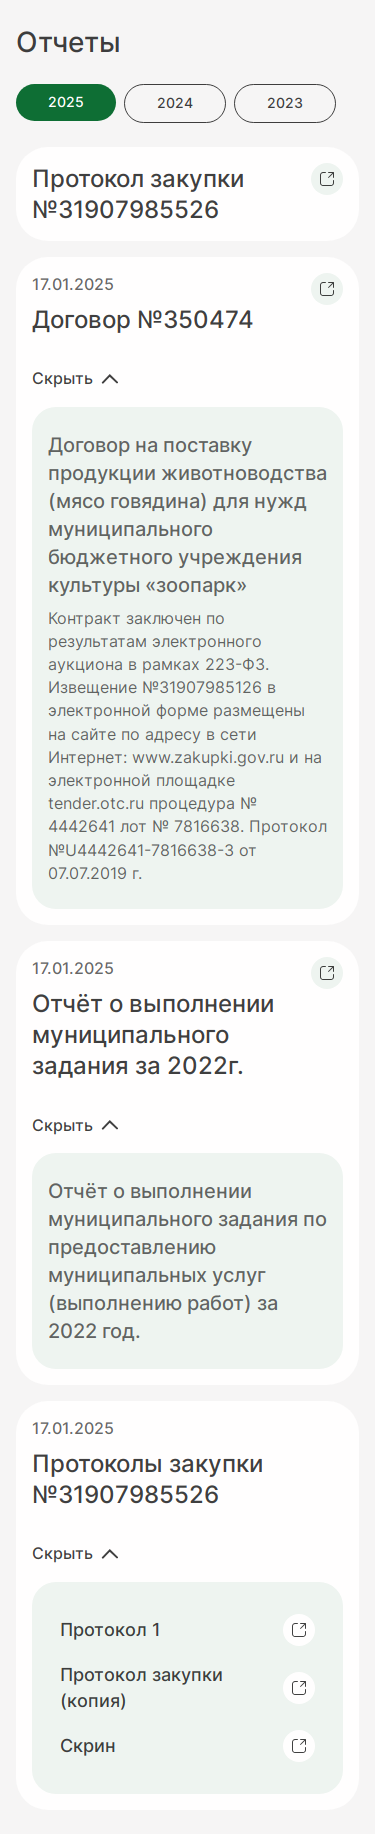 Отчеты
2025
2024
2023
Протокол закупки
№31907985526
17.01.2025
Договор №350474
Скрыть
Договор на поставку
продукции животноводства
(мясо говядина) для нужд
муниципального
бюджетного учреждения
культуры «зоопарк»
Контракт заключен по
результатам электронного
аукциона в рамках 223-ФЗ.
Извещение №31907985126 в
электронной форме размещены
на сайте по адресу в сети
Интернет: www.zakupki.gov.ru и на
электронной площадке
tender.otc.ru процедура №
4442641 лот № 7816638. Протокол
№U4442641-7816638-3 от
07.07.2019 г.
17.01.2025
Отчёт о выполнении
муниципального
задания за 2022г.
Скрыть
Отчёт о выполнении
муниципального задания по
предоставлению
муниципальных услуг
(выполнению работ) за
2022 год.
17.01.2025
Протоколы закупки
№31907985526
Скрыть
Протокол 1
Протокол закупки
(копия)
Скрин